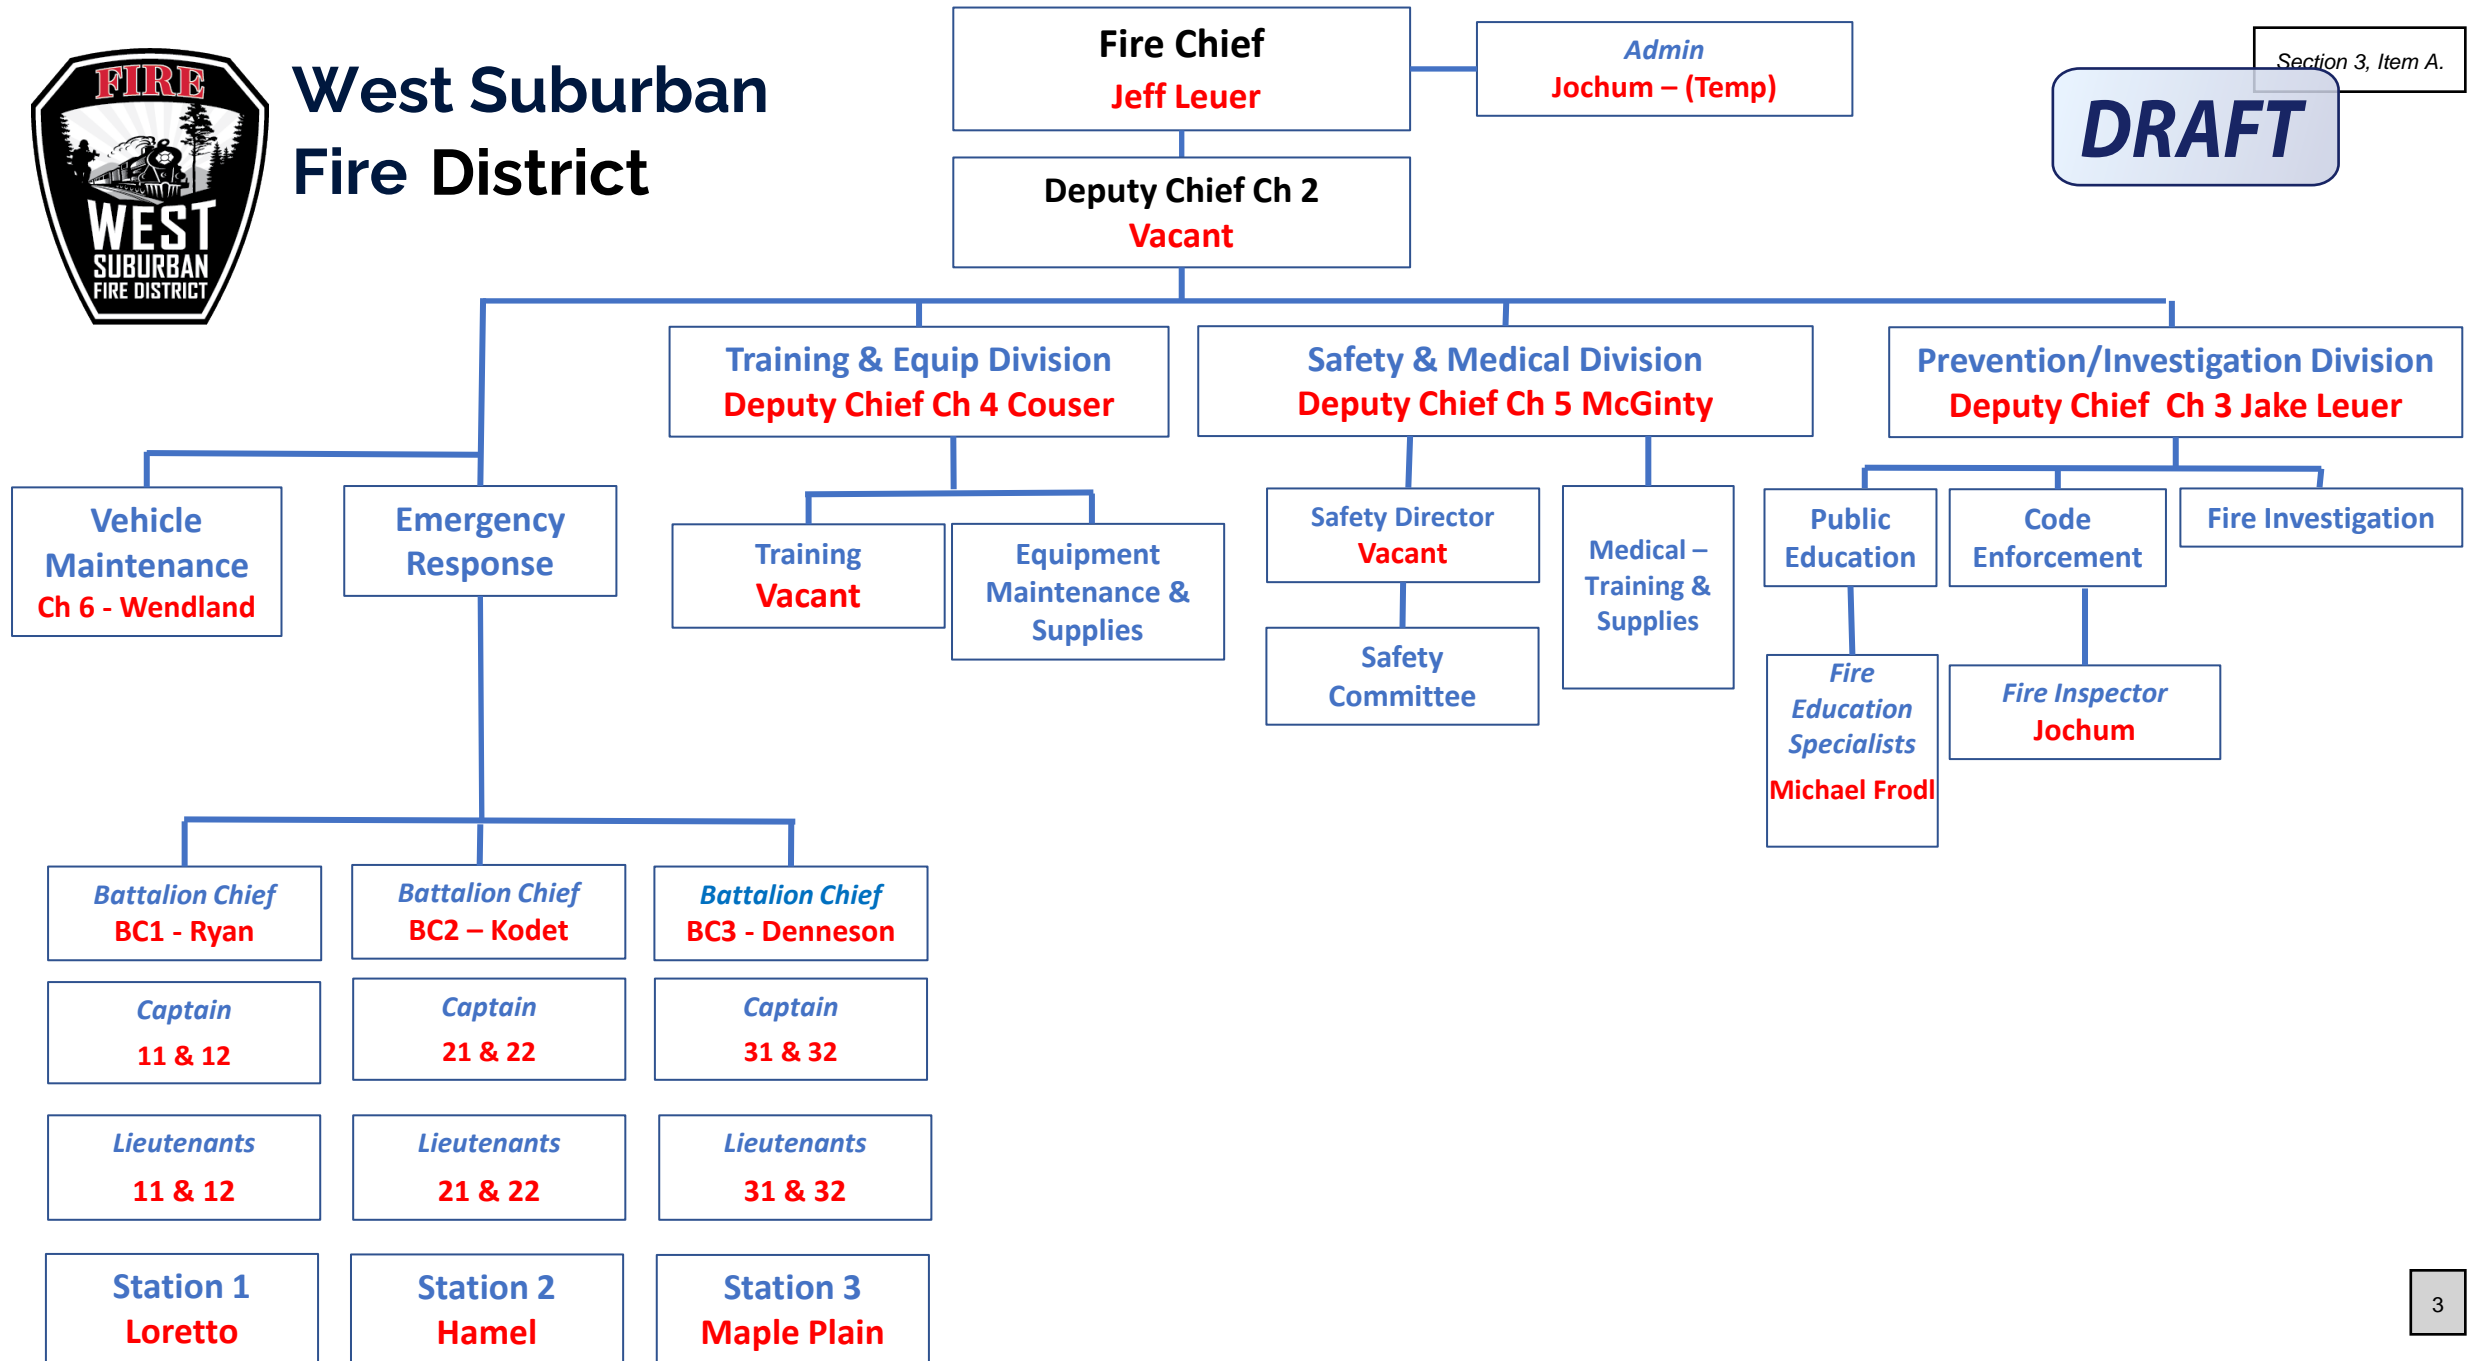 FIRE
WEST
SUBURBAN
FIRE DISTRICT
West Suburban
Fire District
Fire Chief
Jeff Leuer
Admin
Jochum – (Temp)
Section 3, Item A.
DRAFT
Deputy Chief Ch 2
Vacant
Training & Equip Division
Deputy Chief Ch 4 Couser
Safety & Medical Division
Deputy Chief Ch 5 McGinty
Prevention/Investigation Division
Deputy Chief  Ch 3 Jake Leuer
Vehicle
Maintenance
Ch 6 - Wendland
Emergency
Response
Training
Vacant
Equipment
Maintenance &
Supplies
Safety Director
Vacant
Safety
Committee
Medical –
Training &
Supplies
Public
Education
Code
Enforcement
Fire Investigation
Fire
Education
Specialists
Michael Frodl
Fire Inspector
Jochum
Battalion Chief
BC1 - Ryan
Battalion Chief
BC2 – Kodet
Battalion Chief
BC3 - Denneson
Captain
11 & 12
Captain
21 & 22
Captain
31 & 32
Lieutenants
11 & 12
Lieutenants
21 & 22
Lieutenants
31 & 32
Station 1
Loretto
Station 2
Hamel
Station 3
Maple Plain
3